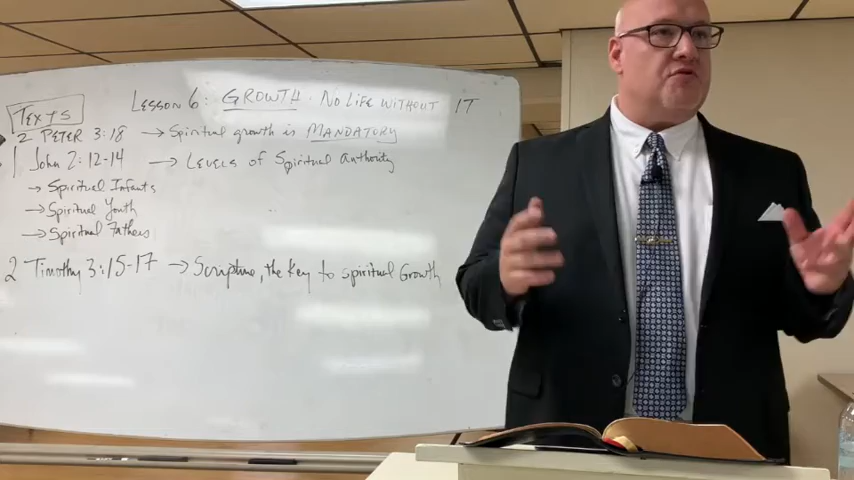 Lesson 6: GROWTH. No Life WITHOUT IT
TEXTS
2 PETER 3:18 → Spiritual growth is MANDATORY
1 John 2:12-14 → LEVELS OF Spiritual Authority
→ Spiritual Infants
→ Spiritual Youth
→ Spiritual Fathers
2 Timothy 3:15-17 → Scripture, the Key to spiritual Growth